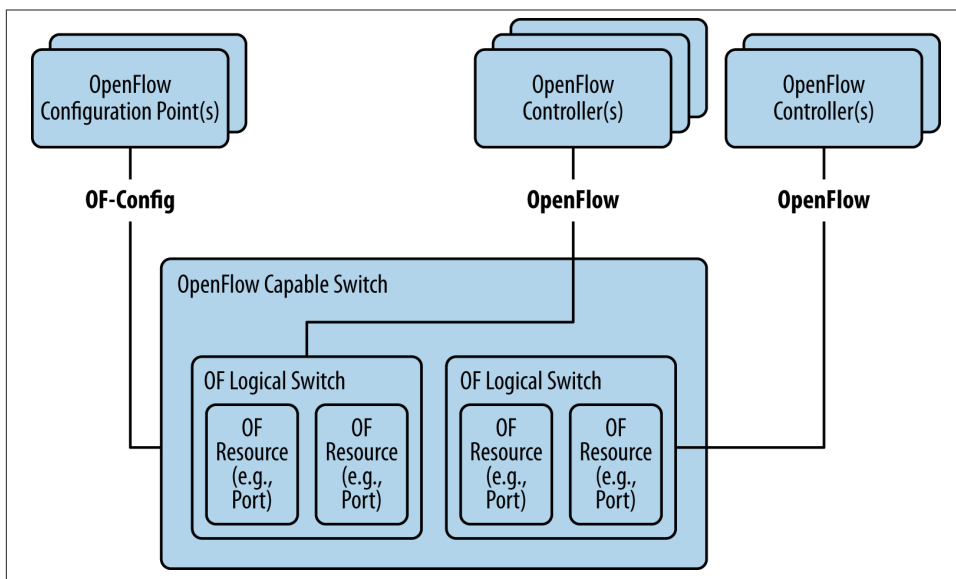 OpenFlow
Configuration Point(s)
OpenFlow
Controller(s)
OpenFlow
Controller(s)
OF-Config
OpenFlow
OpenFlow
OpenFlow Capable Switch
OF Logical Switch
OF
Resource
(e.g.,
Port)
OF
Resource
(e.g.,
Port)
OF Logical Switch
OF
Resource
(e.g.,
Port)
OF
Resource
(e.g.,
Port)